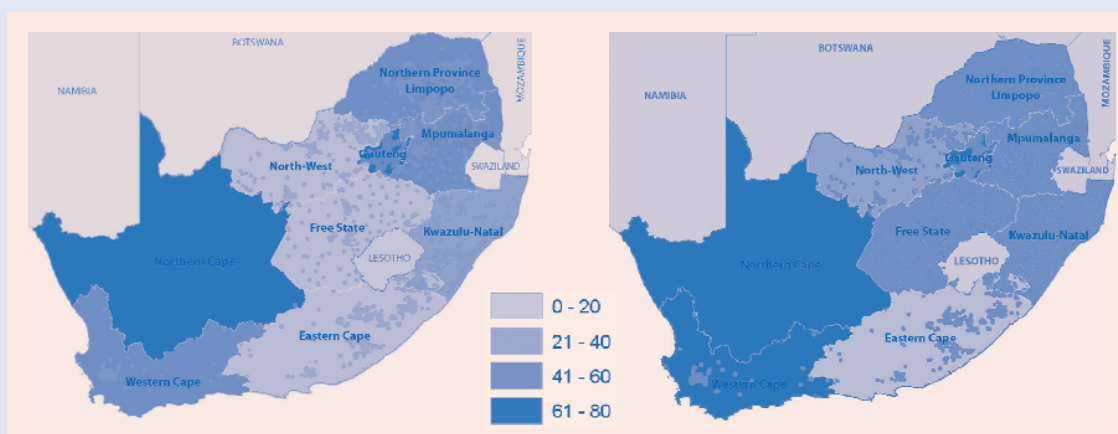 BOTSWANA
NAMIBIA
MOZAMBIQUE
Northern Province
Limpopo
Mpumalanga
Gauteng
North-West
SWAZILAND
Free State
Kwazulu-Natal
LESOTHO
Northern Cape
Eastern Cape
Western Cape
0 - 20
21 - 40
41 - 60
61 - 80
BOTSWANA
NAMIBIA
MOZAMBIQUE
Northern Province
Limpopo
Mpumalanga
Gauteng
North-West
SWAZILAND
Free State
Kwazulu-Natal
LESOTHO
Northern Cape
Eastern Cape
Western Cape